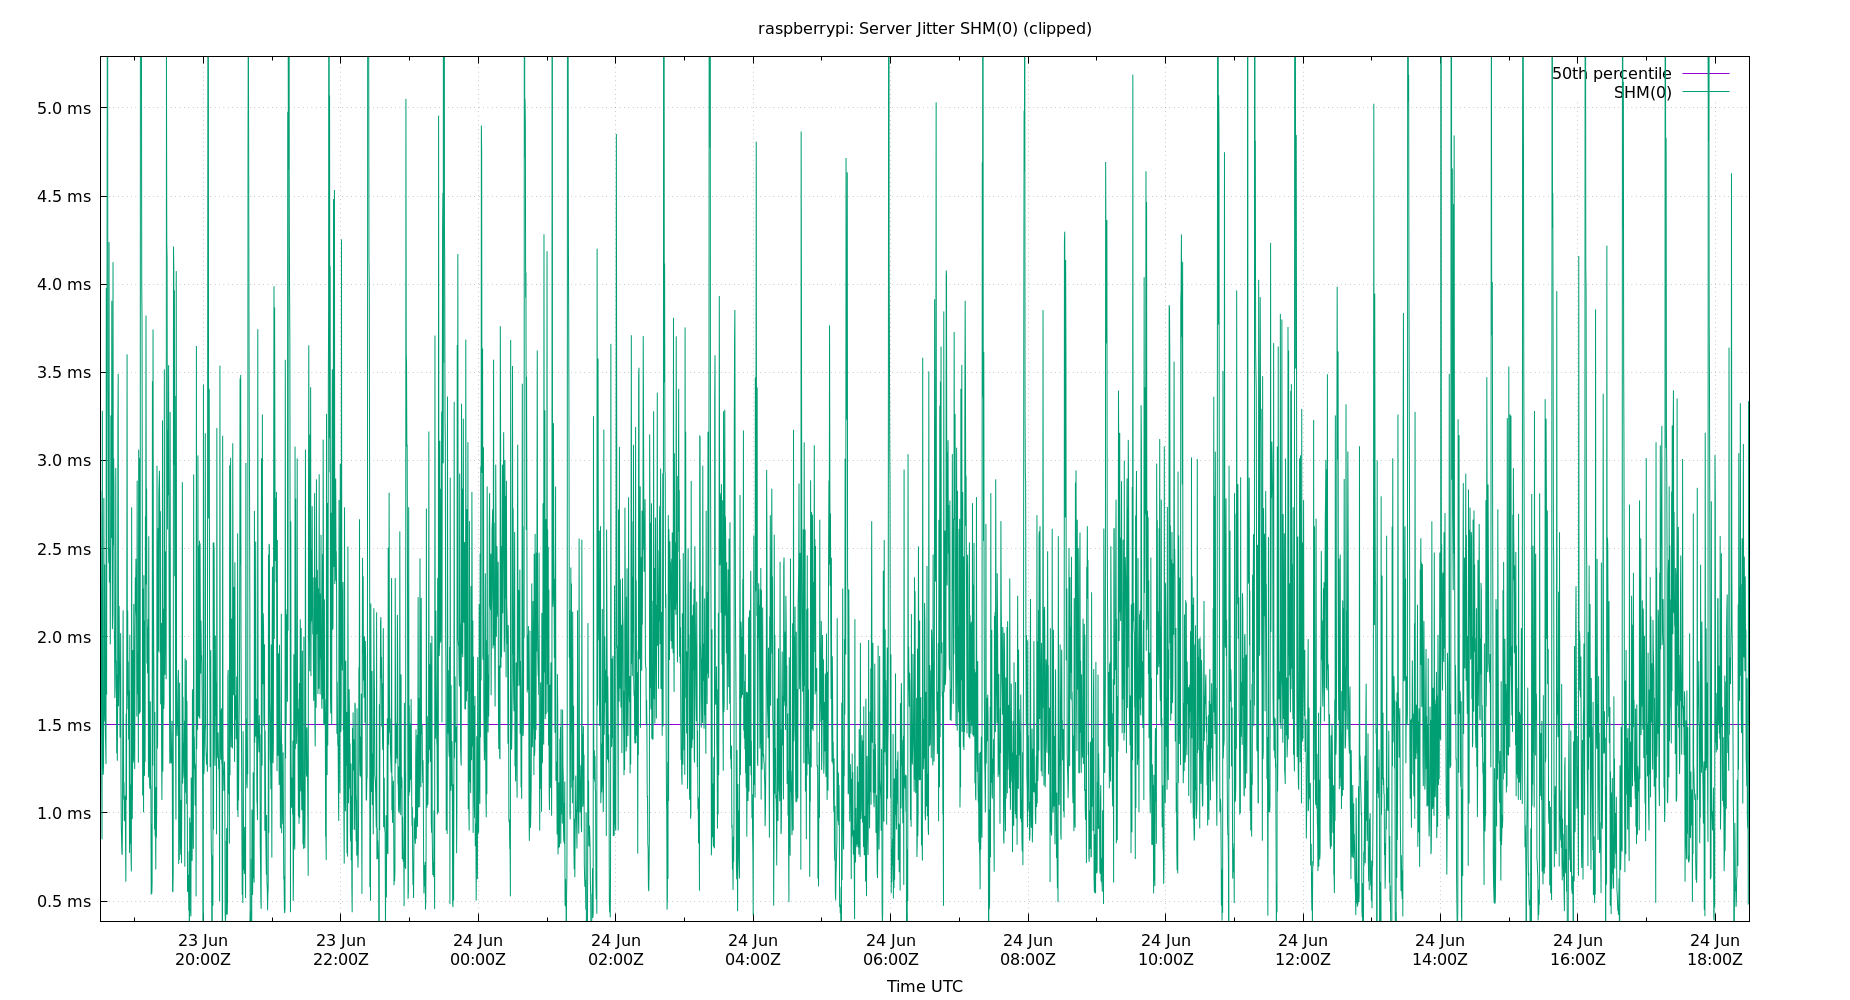 raspberrypi: Server Jitter SHM(0) (clipped)
50th percentile
SHM(0)
5.0 ms
4.5 ms
4.0 ms
3.5 ms
3.0 ms
2.5 ms
2.0 ms
1.5 ms
1.0 ms
0.5 ms
23 Jun 23 Jun 24 Jun 24 Jun 24 Jun 24 Jun 24 Jun 24 Jun 24 Jun 24 Jun 24 Jun 24 Jun
20:00Z 22:00Z 00:00Z 02:00Z 04:00Z 06:00Z 08:00Z 10:00Z 12:00Z 14:00Z 16:00Z 18:00Z
Time UTC